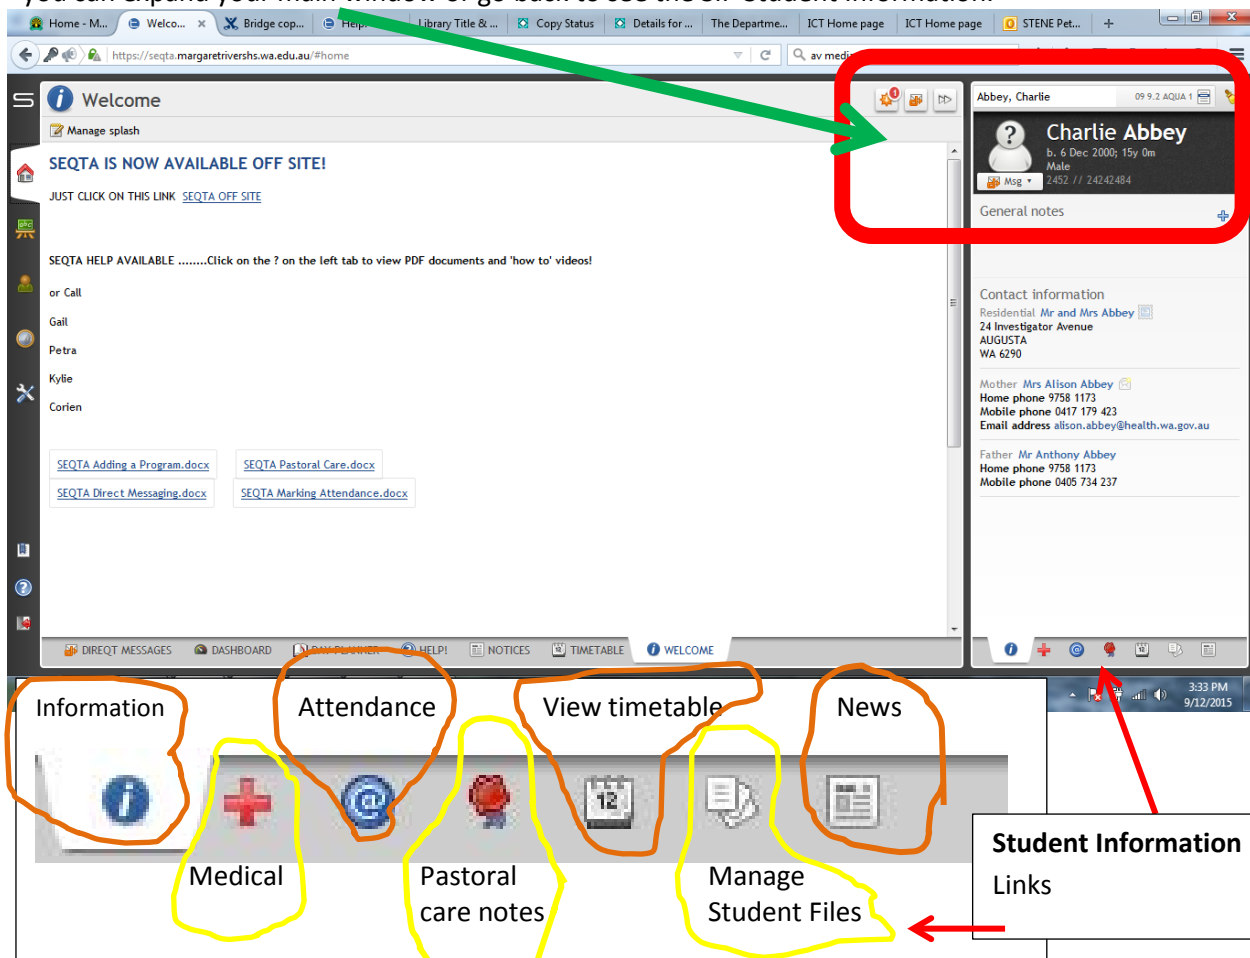 you can expand your main window or go back to see the SIP Student Information.
Home - M...
Welco... ×
Bridge cop...
Help
Library Title & ...
Copy Status
Details for ...
The Departme...
ICT Home page
ICT Home page
STENE Pet...
+
https://seqta.margaretrivershs.wa.edu.au/#home
av medi
Welcome
1
Manage splash
SEQTA IS NOW AVAILABLE OFF SITE!
JUST CLICK ON THIS LINK SEQTA OFF SITE
SEQTA HELP AVAILABLE ........Click on the ? on the left tab to view PDF documents and 'how to' videos!
or Call
Gail
Petra
Kylie
Corien
SEQTA Adding a Program.docx
SEQTA Pastoral Care.docx
SEQTA Direct Messaging.docx
SEQTA Marking Attendance.docx
DIREQT MESSAGES
DASHBOARD
DAY PLANNER
HELP!
NOTICES
TIMETABLE
WELCOME
Abbey, Charlie
09 9.2 AQUA 1
Charlie Abbey
b. 6 Dec 2000; 15y 0m
Male
2452 // 24242484
Msg
General notes
Contact information
Residential Mr and Mrs Abbey
24 Investigator Avenue
AUGUSTA
WA 6290
Mother Mrs Alison Abbey
Home phone 9758 1173
Mobile phone 0417 179 423
Email address alison.abbey@health.wa.gov.au
Father Mr Anthony Abbey
Home phone 9758 1173
Mobile phone 0405 734 237
3:33 PM
9/12/2015
Information
Attendance
View timetable
News
12
Medical
Pastoral
care notes
Manage
Student Files
Student Information
Links